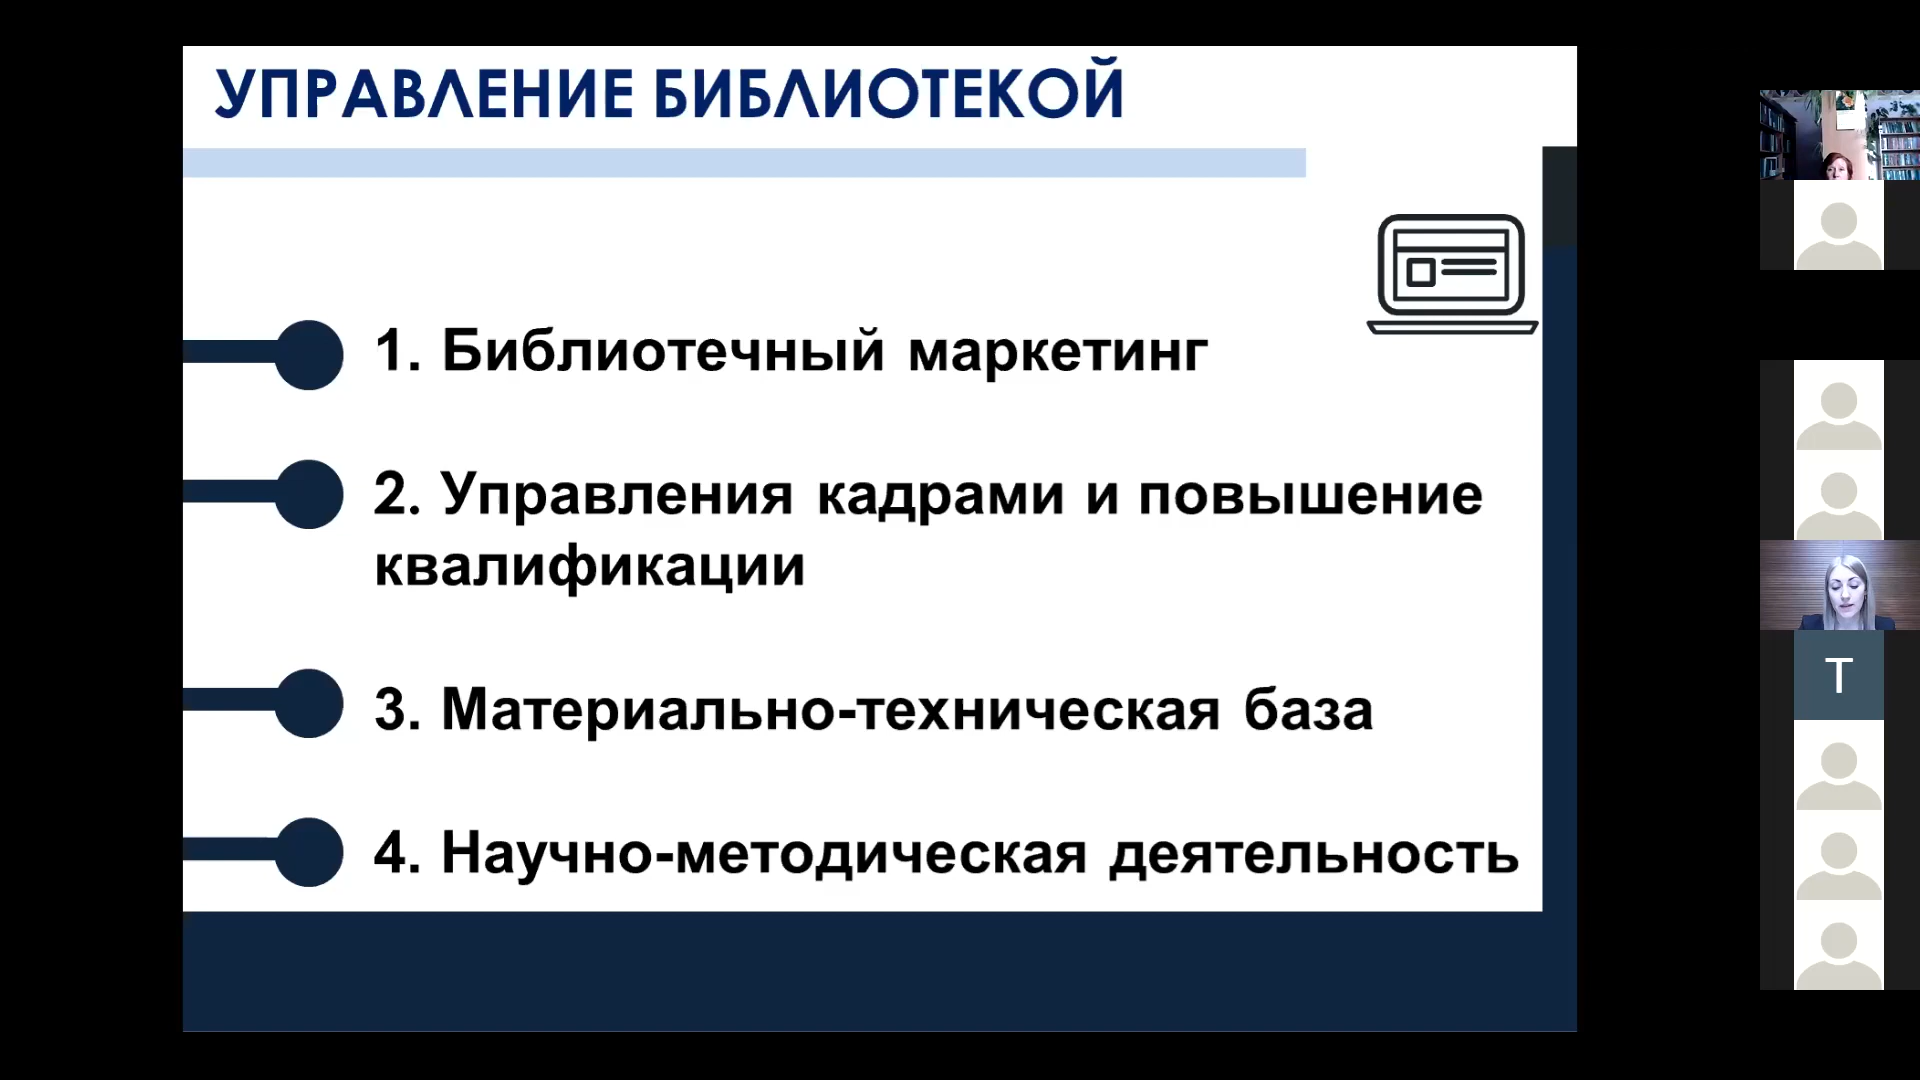 УПРАВЛЕНИЕ БИБЛИОТЕКОЙ
1. Библиотечный маркетинг
2. Управления кадрами и повышение
квалификации
3. Материально-техническая база
4. Научно-методическая деятельность
T